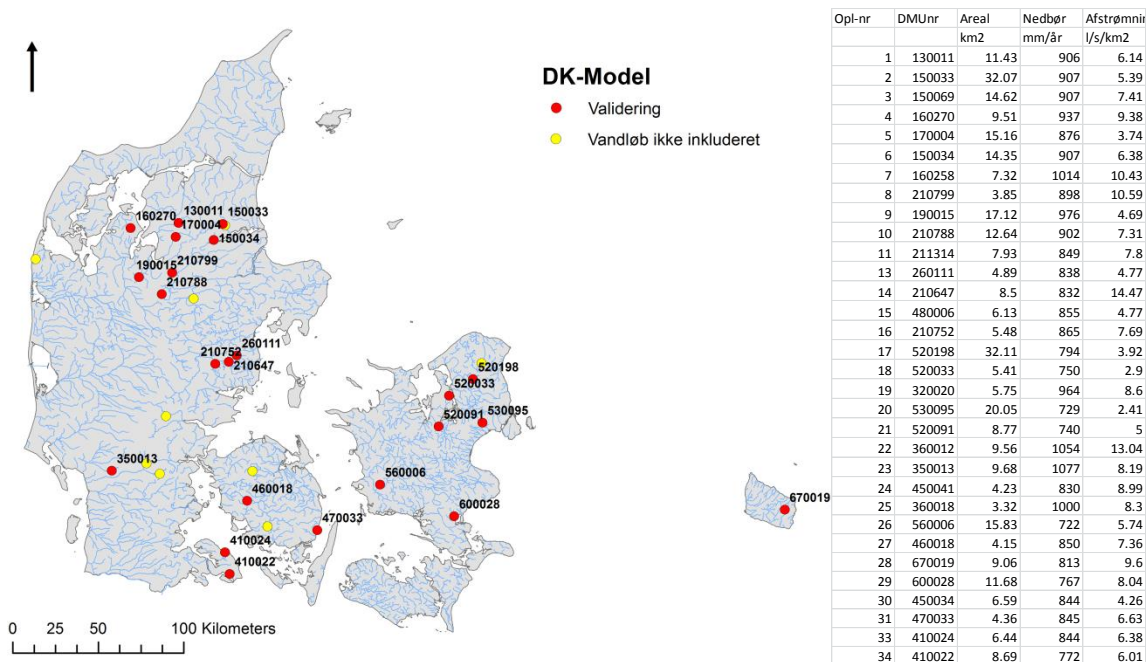 DK-Model
Validering
Vandløb ikke inkluderet
160270
130011
150033
170004
150034
190015
210799
210788
260111
210752
210647
520198
520033
520091
530095
350013
560006
460018
600028
470033
410024
410022
670019
0 25 50 100 Kilometers
Opl-nr DMUnr Areal Nedbør Afstrømni
km2 mm/år l/s/km2
1 130011 11.43 906 6.14
2 150033 32.07 907 5.39
3 150069 14.62 907 7.41
4 160270 9.51 937 9.38
5 170004 15.16 876 3.74
6 150034 14.35 907 6.38
7 160258 7.32 1014 10.43
8 210799 3.85 898 10.59
9 190015 17.12 976 4.69
10 210788 12.64 902 7.31
11 211314 7.93 849 7.8
13 260111 4.89 838 4.77
14 210647 8.5 832 14.47
15 480006 6.13 855 4.77
16 210752 5.48 865 7.69
17 520198 32.11 794 3.92
18 520033 5.41 750 2.9
19 320020 5.75 964 8.6
20 530095 20.05 729 2.41
21 520091 8.77 740 5
22 360012 9.56 1054 13.04
23 350013 9.68 1077 8.19
24 450041 4.23 830 8.99
25 360018 3.32 1000 8.3
26 560006 15.83 722 5.74
27 460018 4.15 850 7.36
28 670019 9.06 813 9.6
29 600028 11.68 767 8.04
30 450034 6.59 844 4.26
31 470033 4.36 845 6.63
33 410024 6.44 844 6.38
34 410022 8.69 772 6.01